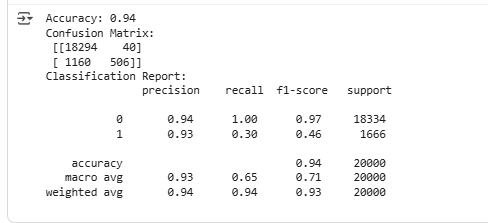 Accuracy: 0.94
Confusion Matrix:
[[18294 40]
[ 1160 506]]
Classification Report:
precision recall f1-score support
0 0.94 1.00 0.97 18334
1 0.93 0.30 0.46 1666
accuracy 0.94 20000
macro avg 0.93 0.65 0.71 20000
weighted avg 0.94 0.94 0.93 20000